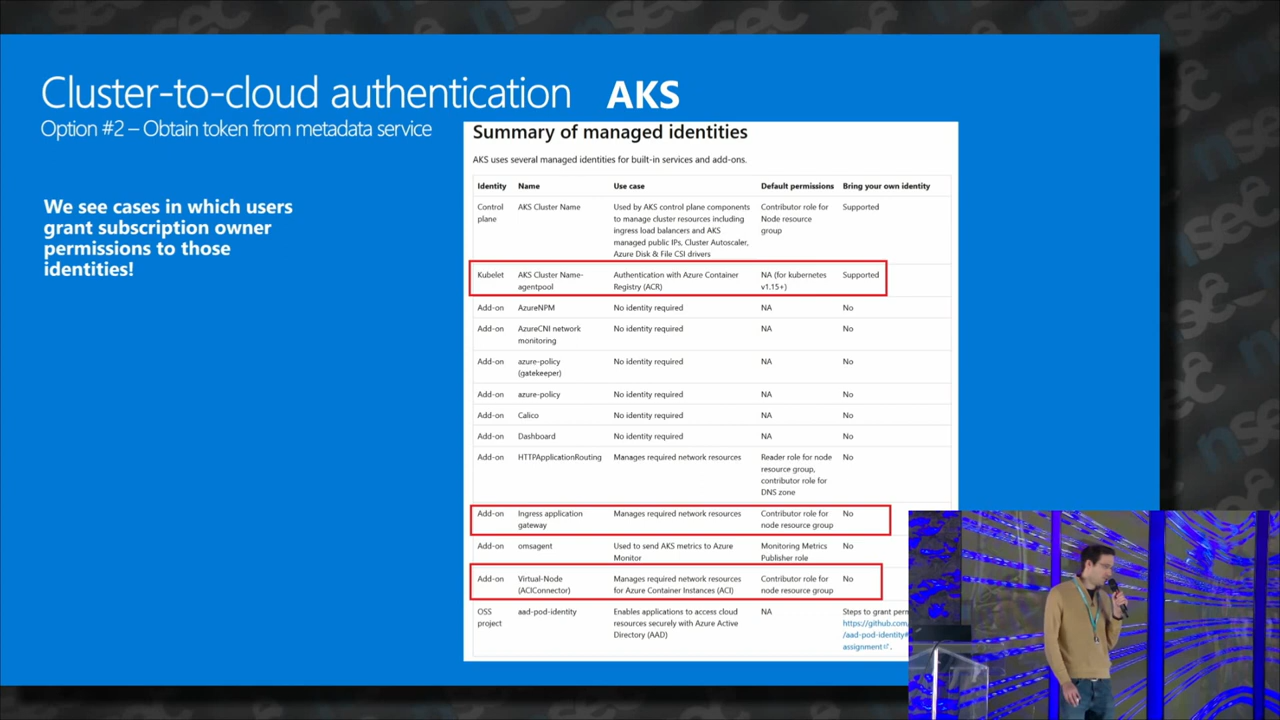 Cluster-to-cloud authentication AKS
Option #2 – Obtain token from metadata service
We see cases in which users
grant subscription owner
permissions to those
identities!
Summary of managed identities
AKS uses several managed identities for built-in services and add-ons.
Identity Name Use case Default permissions Bring your own identity
Control AKS Cluster Name Used by AKS control plane components Contributor role for Supported
plane to manage cluster resources including Node resource
ingress load balancers and AKS group
managed public IPs, Cluster Autoscaler,
Azure Disk & File CSI drivers
Kubelet AKS Cluster Name- Authentication with Azure Container NA (for kubernetes Supported
agentpool Registry (ACR) v1.15+)
Add-on AzureNPM No identity required NA No
Add-on AzureCNI network No identity required NA No
monitoring
Add-on azure-policy No identity required NA No
(gatekeeper)
Add-on azure-policy No identity required NA No
Add-on Calico No identity required NA No
Add-on Dashboard No identity required NA No
Add-on HTTPApplicationRouting Manages required network resources Reader role for node No
resource group,
contributor role for
DNS zone
Add-on Ingress application Manages required network resources Contributor role for No
gateway node resource group
Add-on omsagent Used to send AKS metrics to Azure Monitoring Metrics No
Monitor Publisher role
Add-on Virtual-Node Manages required network resources Contributor role for No
(ACIConnector) for Azure Container Instances (ACI) node resource group
OSS aad-pod-identity Enables applications to access cloud NA Steps to grant perm
project resources securely with Azure Active https://github.com/
Directory (AAD) /aad-pod-identity#
assignment.